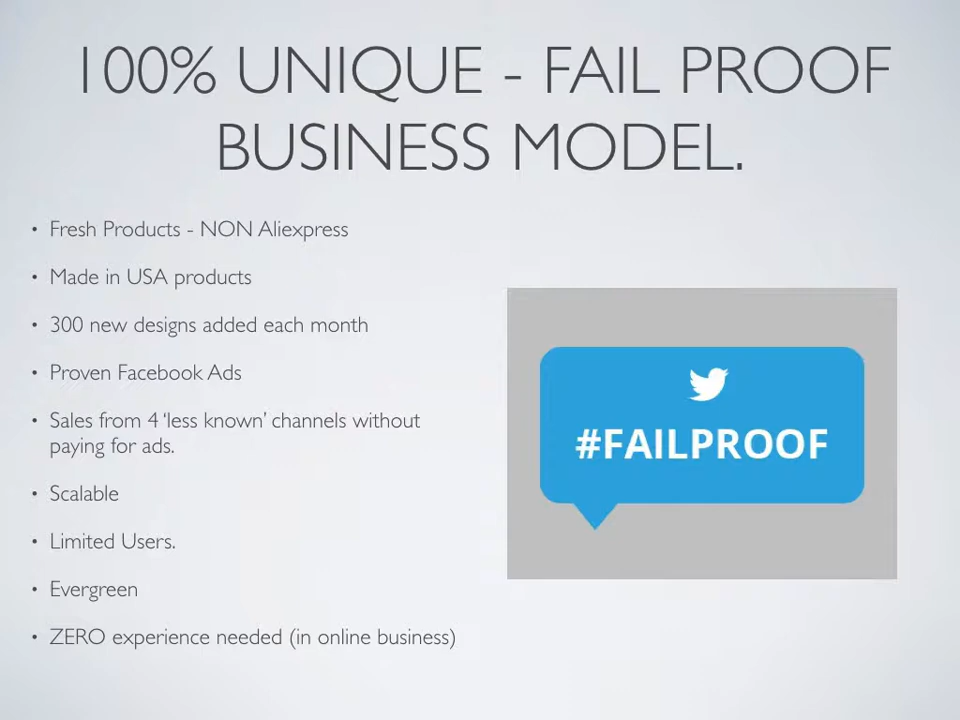 100% UNIQUE - FAIL PROOF
BUSINESS MODEL.
• Fresh Products - NON Aliexpress
• Made in USA products
• 300 new designs added each month
• Proven Facebook Ads
• Sales from 4 ‘less known’ channels without
paying for ads.
• Scalable
• Limited Users.
• Evergreen
• ZERO experience needed (in online business)
#FAILPROOF